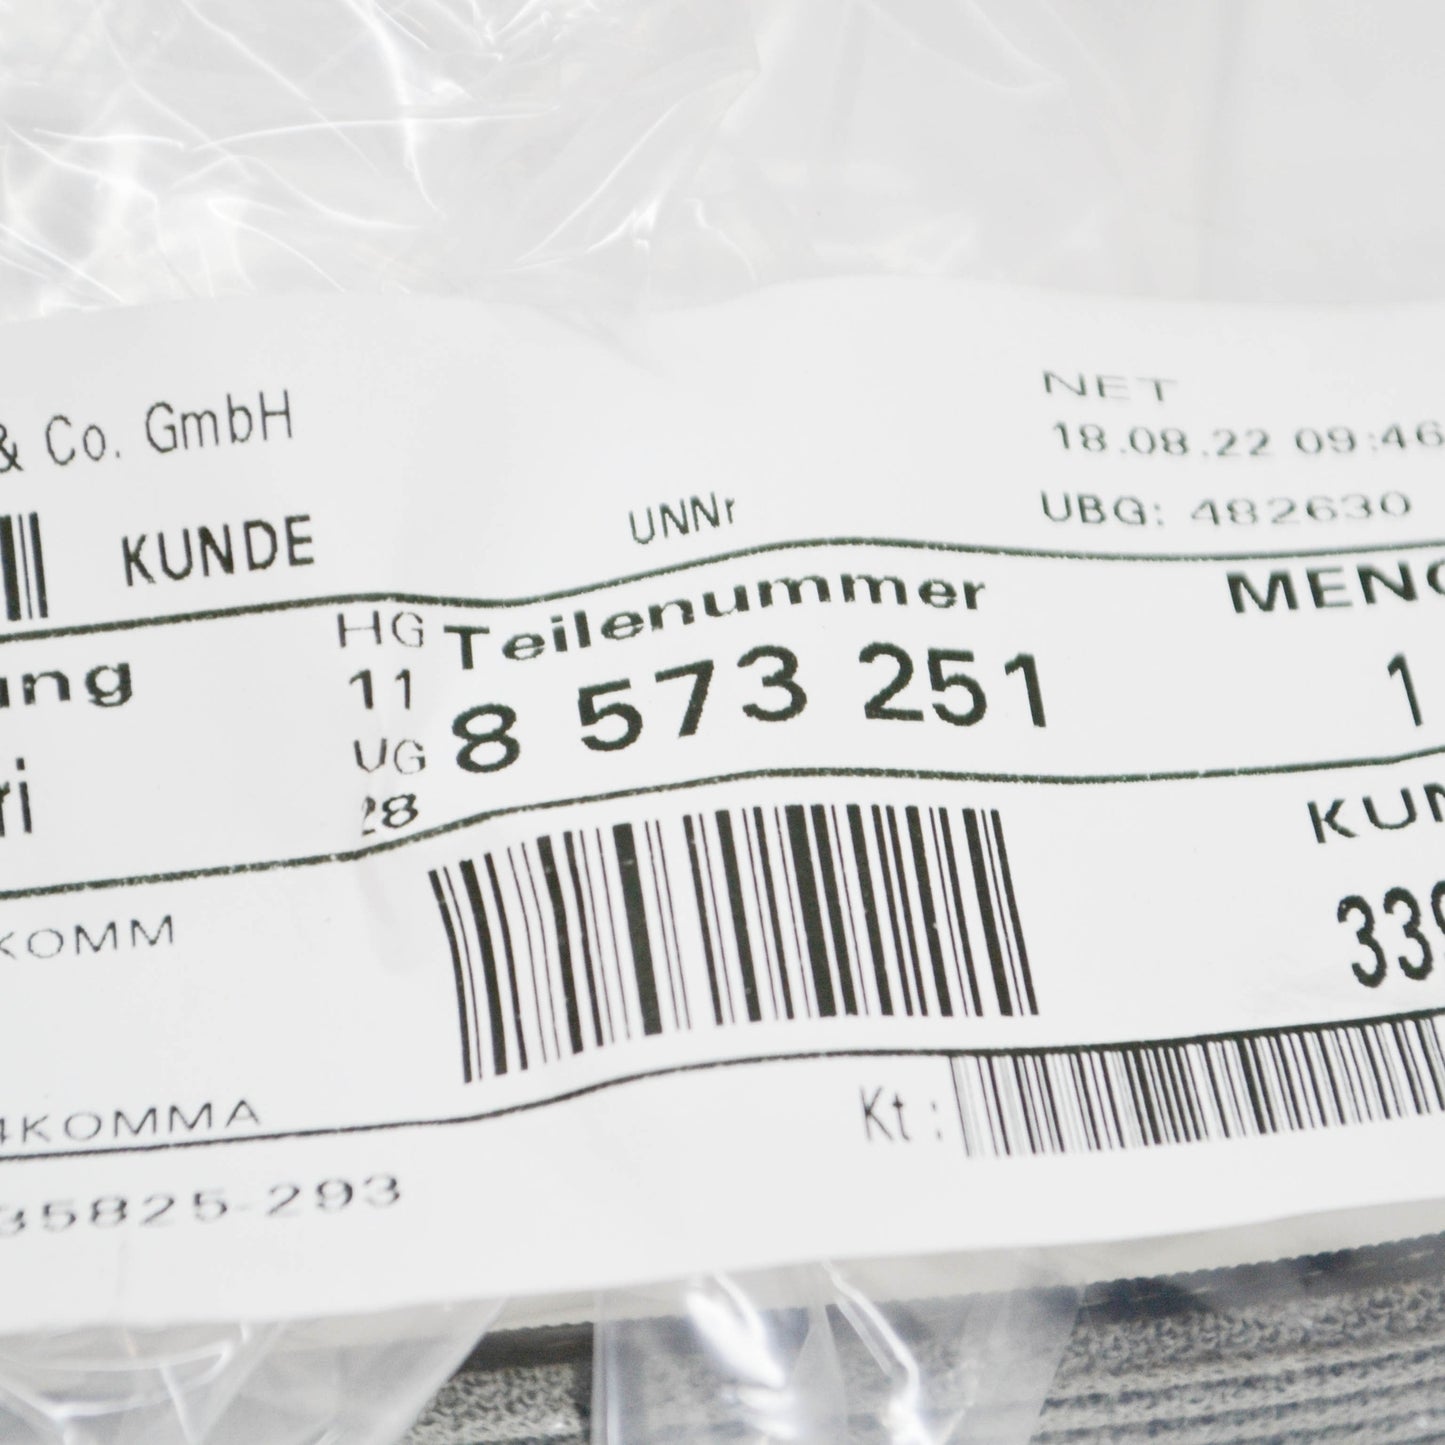 & Co. GmbH
NET
18.08.22 09:46
UBG: 482630
KUNDE
UNNr
HG
11
UG
28
Teilenummer
8 573 251
1
KOMM
Kt :
4KOMMA
35825-293